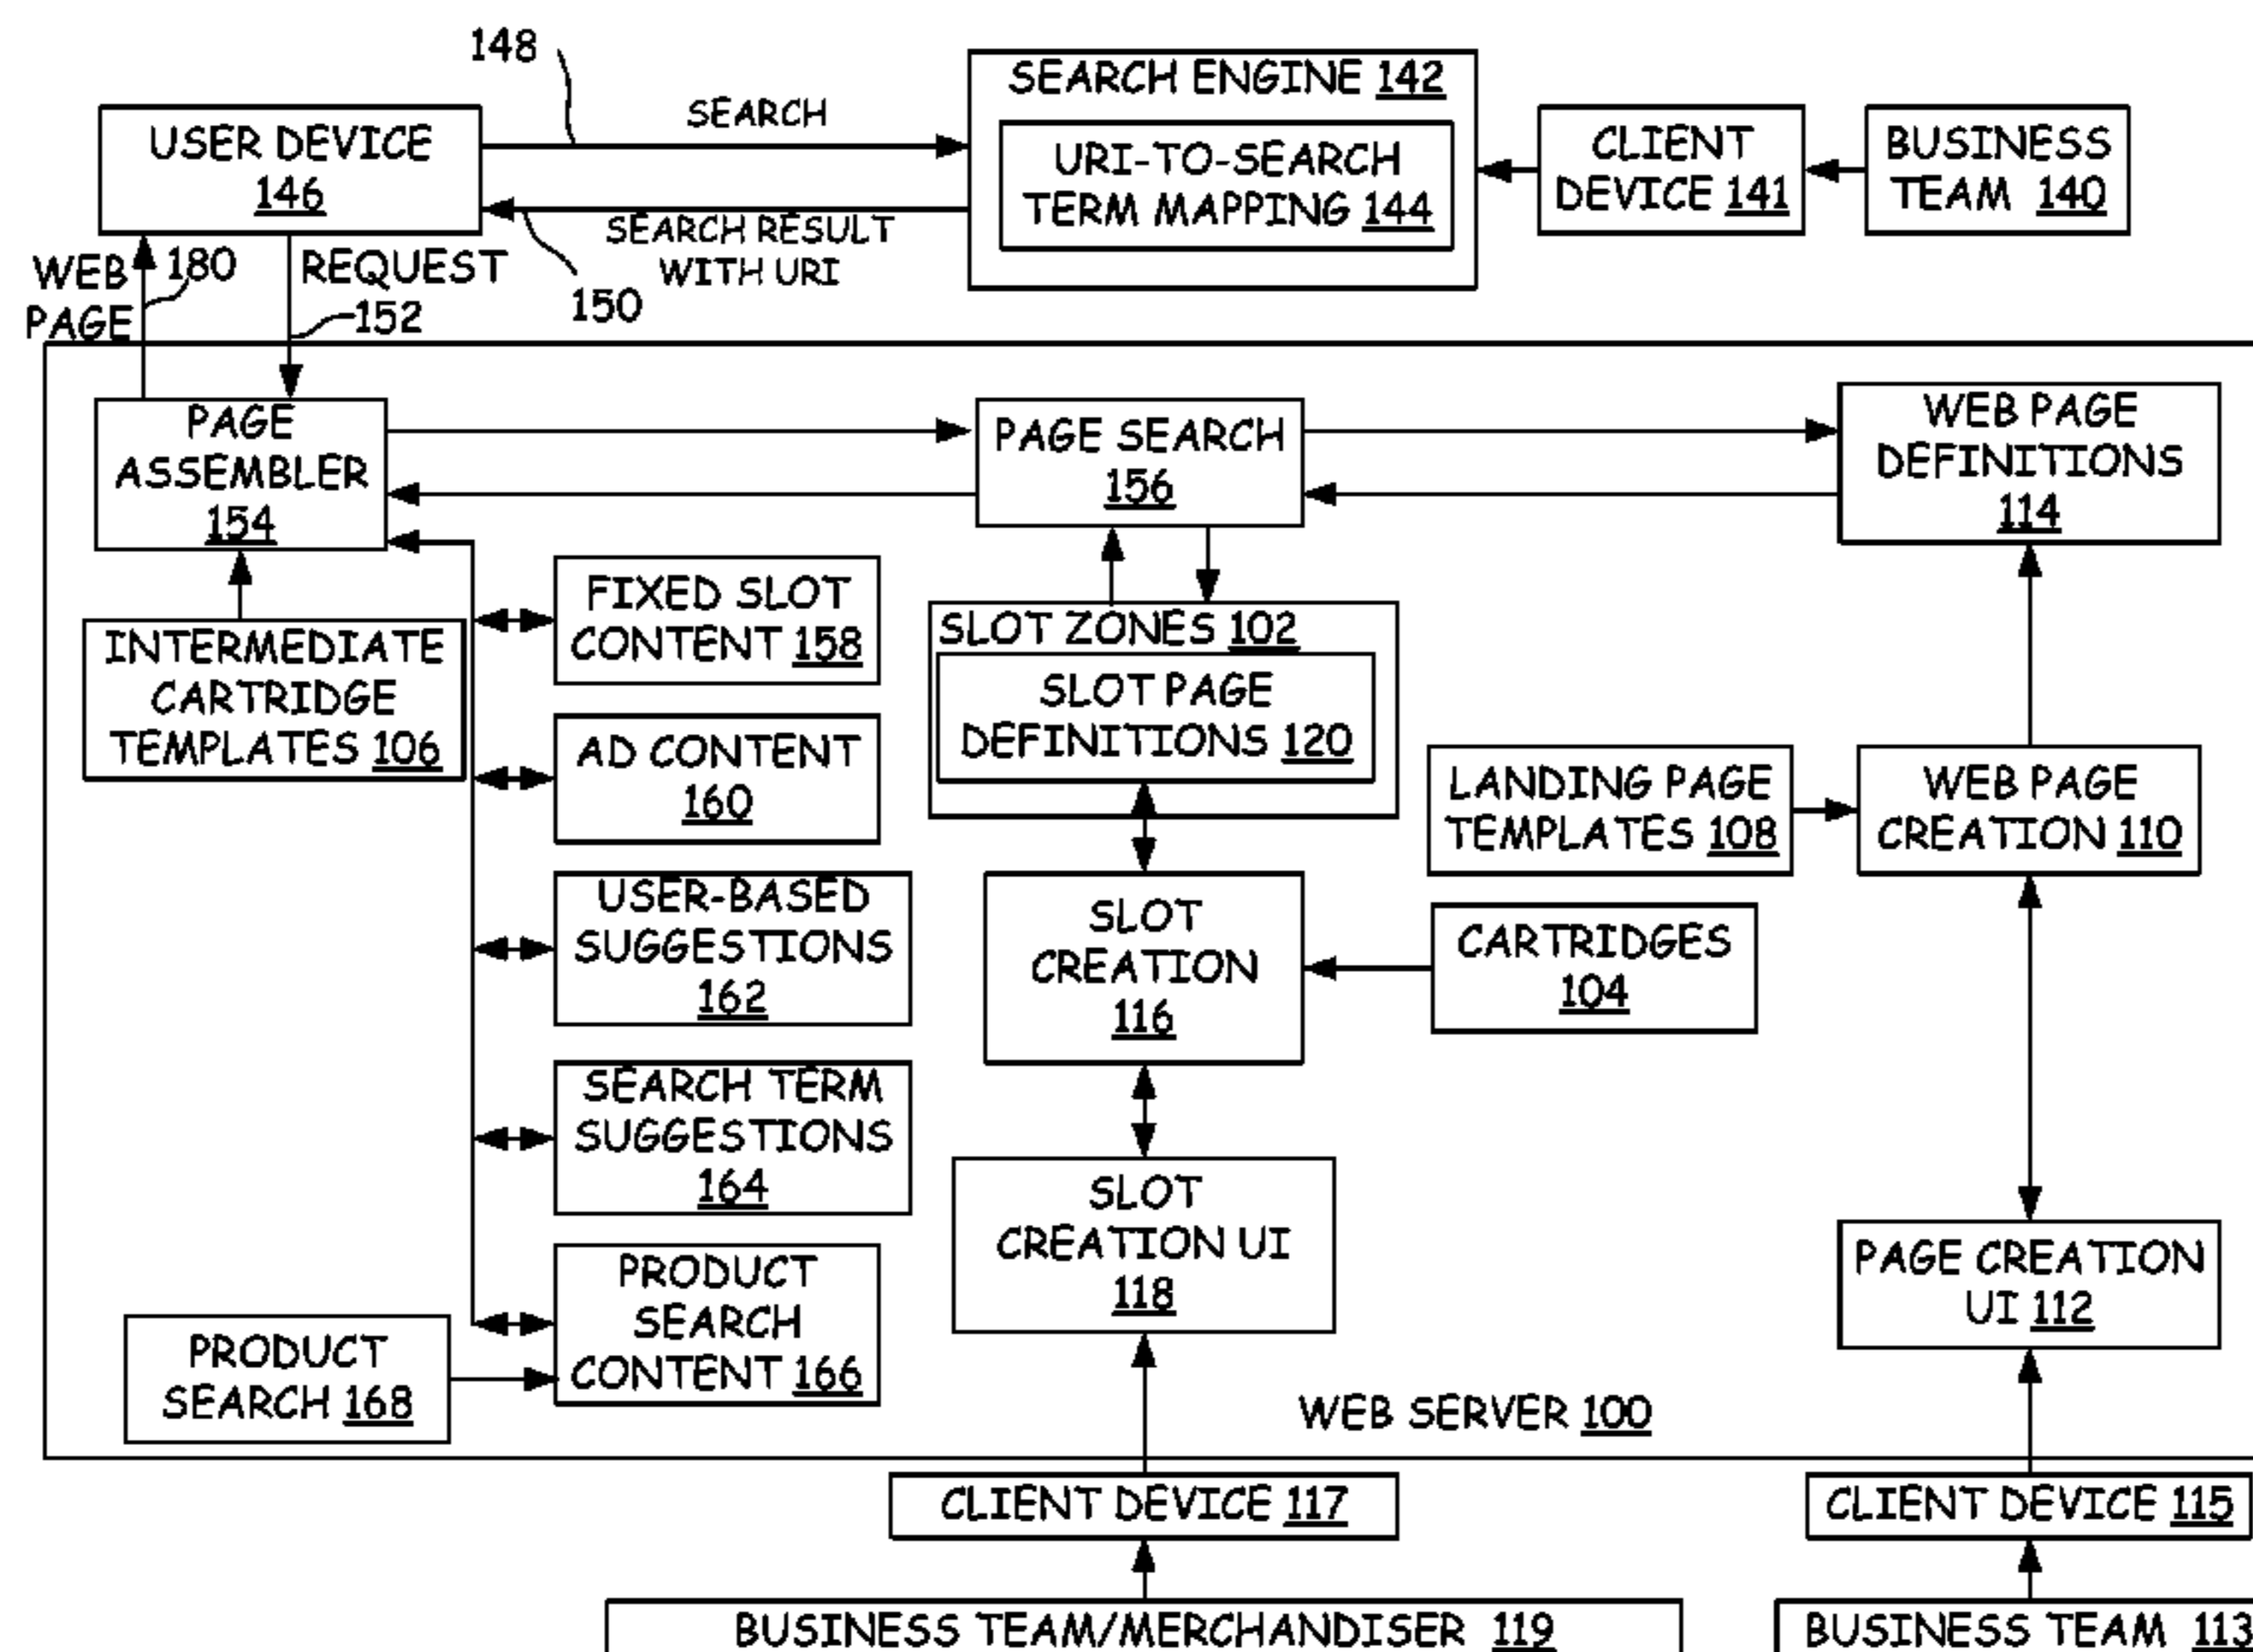 148
SEARCH
USER DEVICE
146
SEARCH ENGINE 142
URI-TO-SEARCH
TERM MAPPING 144
CLIENT
DEVICE 141
BUSINESS
TEAM 140
SEARCH RESULT
WITH URI
150
WEB
PAGE
180
REQUEST
152
PAGE
ASSEMBLER
154
PAGE SEARCH
156
WEB PAGE
DEFINITIONS
114
INTERMEDIATE
CARTRIDGE
TEMPLATES 106
FIXED SLOT
CONTENT 158
SLOT ZONES 102
SLOT PAGE
DEFINITIONS 120
AD CONTENT
160
LANDING PAGE
TEMPLATES 108
WEB PAGE
CREATION 110
USER-BASED
SUGGESTIONS
162
SLOT
CREATION
116
CARTRIDGES
104
SEARCH TERM
SUGGESTIONS
164
SLOT
CREATION UI
118
PAGE CREATION
UI 112
PRODUCT
SEARCH
CONTENT 166
PRODUCT
SEARCH 168
WEB SERVER 100
CLIENT DEVICE 117
CLIENT DEVICE 115
BUSINESS TEAM/MERCHANDISER 119
BUSINESS TEAM 113